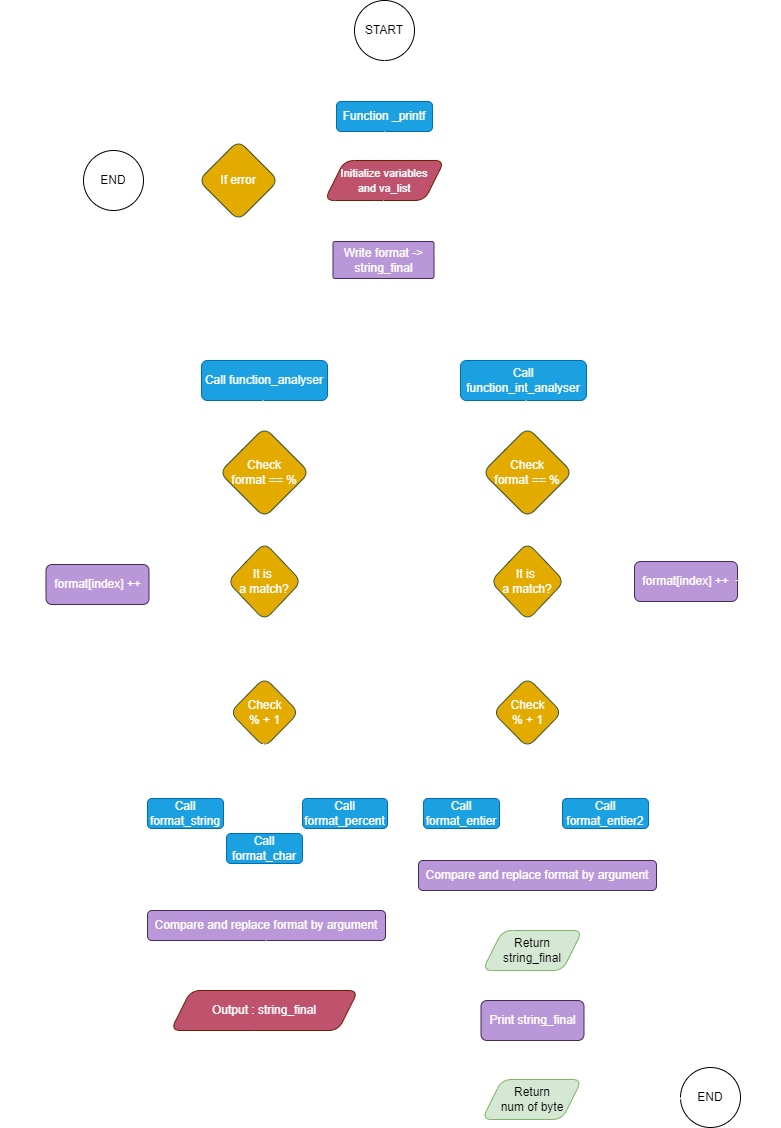 START
Function _printf
END
If error
Initialize variables
and va_list
Write format ->
string_final
Call function_analyser
Call
function_int_analyser
Check
format == %
Check
format == %
format[index] ++
It is
a match?
It is
a match?
format[index] ++
Check
% + 1
Check
% + 1
Call
format_string
Call
format_percent
Call
format_entier
Call
format_entier2
Call
format_char
Compare and replace format by argument
Compare and replace format by argument
Return
string_final
Output : string_final
Print string_final
Return
num of byte
END